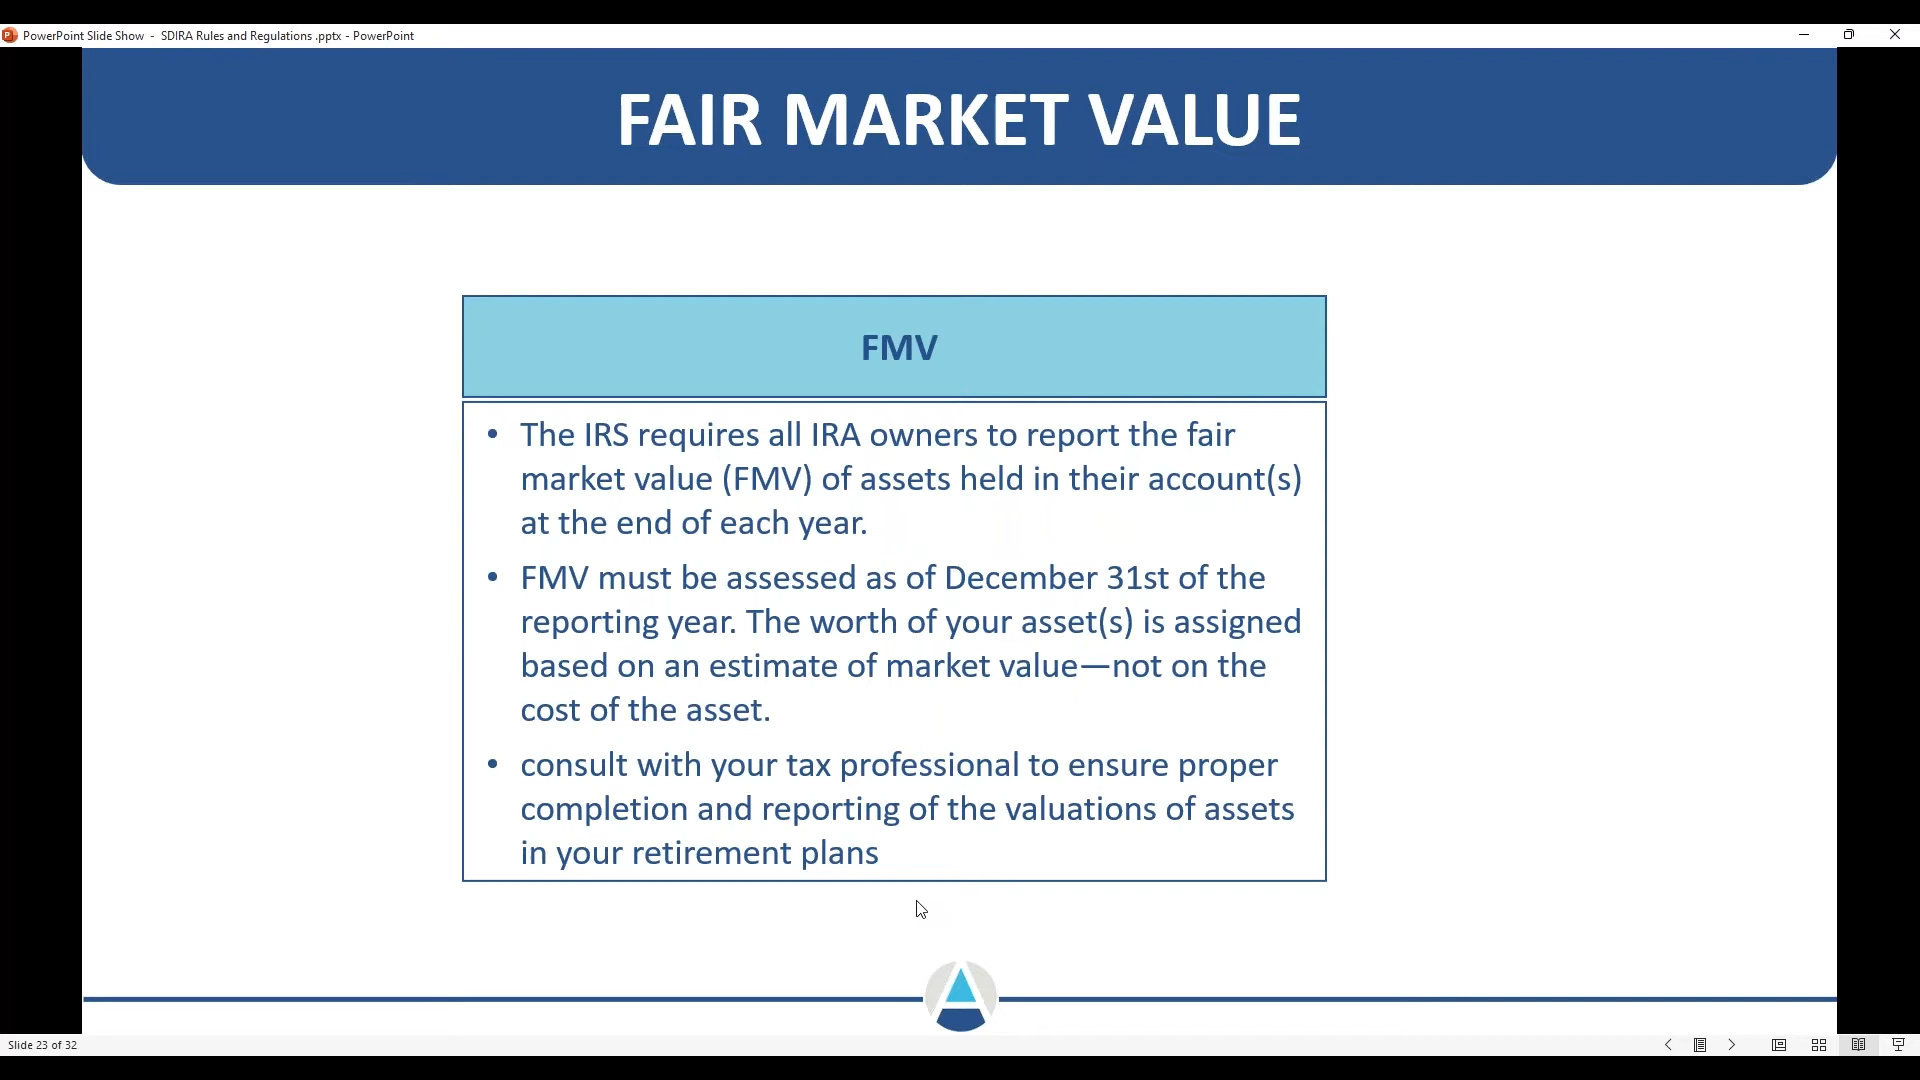 PowerPoint Slide Show - SDIRA Rules and Regulations .pptx - PowerPoint
FAIR MARKET VALUE
FMV
• The IRS requires all IRA owners to report the fair
market value (FMV) of assets held in their account(s)
at the end of each year.
• FMV must be assessed as of December 31st of the
reporting year. The worth of your asset(s) is assigned
based on an estimate of market value—not on the
cost of the asset.
• consult with your tax professional to ensure proper
completion and reporting of the valuations of assets
in your retirement plans
Slide 23 of 32